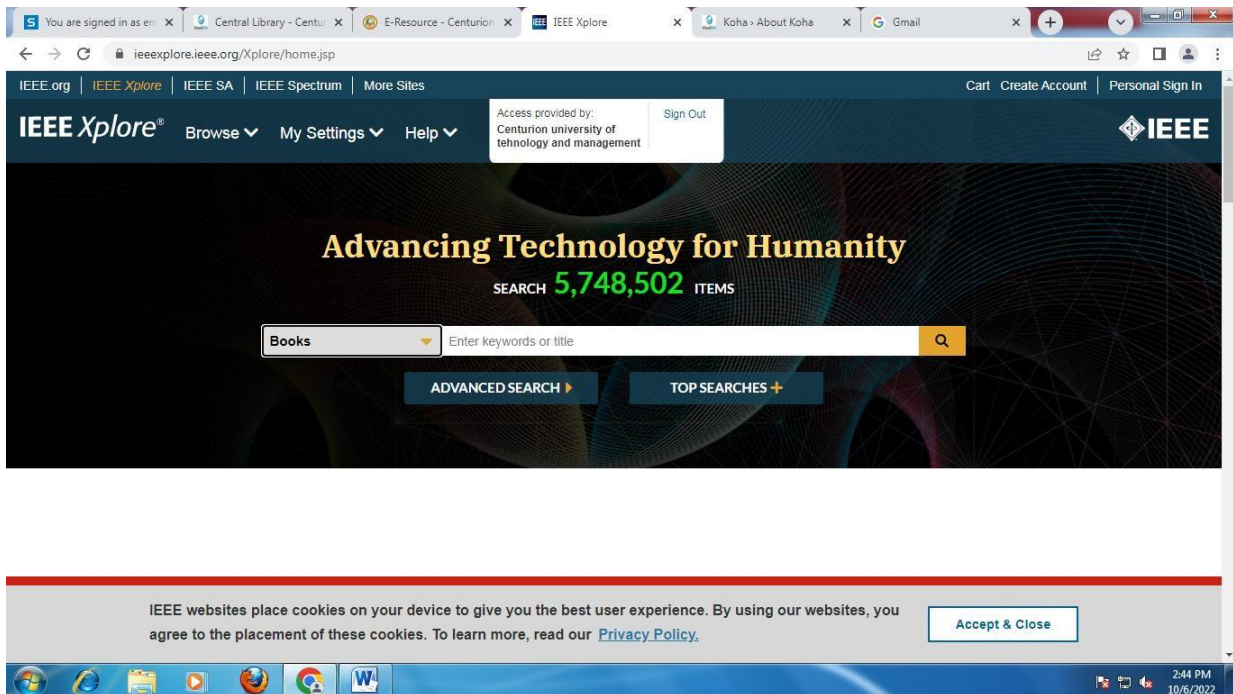 You are signed in as em
Central Library - Centur
E-Resource - Centurion
IEEE Xplore
Koha › About Koha
Gmail
ieeexplore.ieee.org/Xplore/home.jsp
IEEE.org | IEEE Xplore | IEEE SA | IEEE Spectrum | More Sites
Cart Create Account | Personal Sign In
IEEE Xplore® Browse My Settings Help
Access provided by:
Centurion university of
tehnology and management
Sign Out
IEEE
Advancing Technology for Humanity
SEARCH 5,748,502 ITEMS
Books
Enter keywords or title
ADVANCED SEARCH
TOP SEARCHES +
IEEE websites place cookies on your device to give you the best user experience. By using our websites, you
agree to the placement of these cookies. To learn more, read our Privacy Policy.
Accept & Close
2:44 PM
10/6/2022